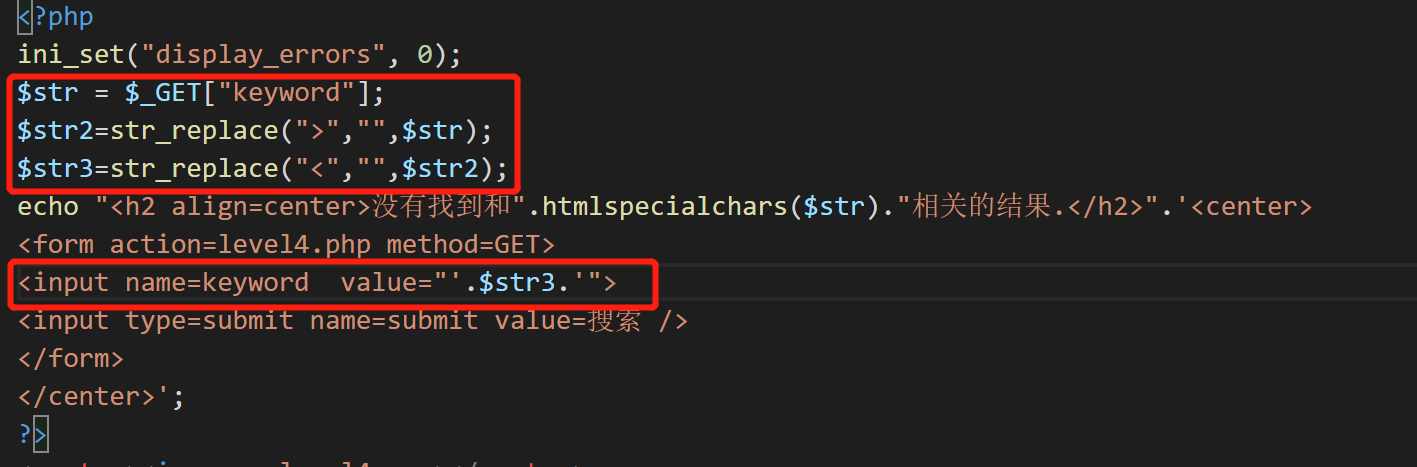 <?php
ini_set("display_errors", 0);
$str = $_GET["keyword"];
$str2=str_replace(">","",$str);
$str3=str_replace("<","",$str2);
echo "<h2 align=center>没有找到和".htmlspecialchars($str)."相关的结果.</h2>".'<center>
<form action=level4.php method=GET>
<input name=keyword  value="'.$str3.'">
<input type=submit name=submit value=搜索 />
</form>
</center>';
?>